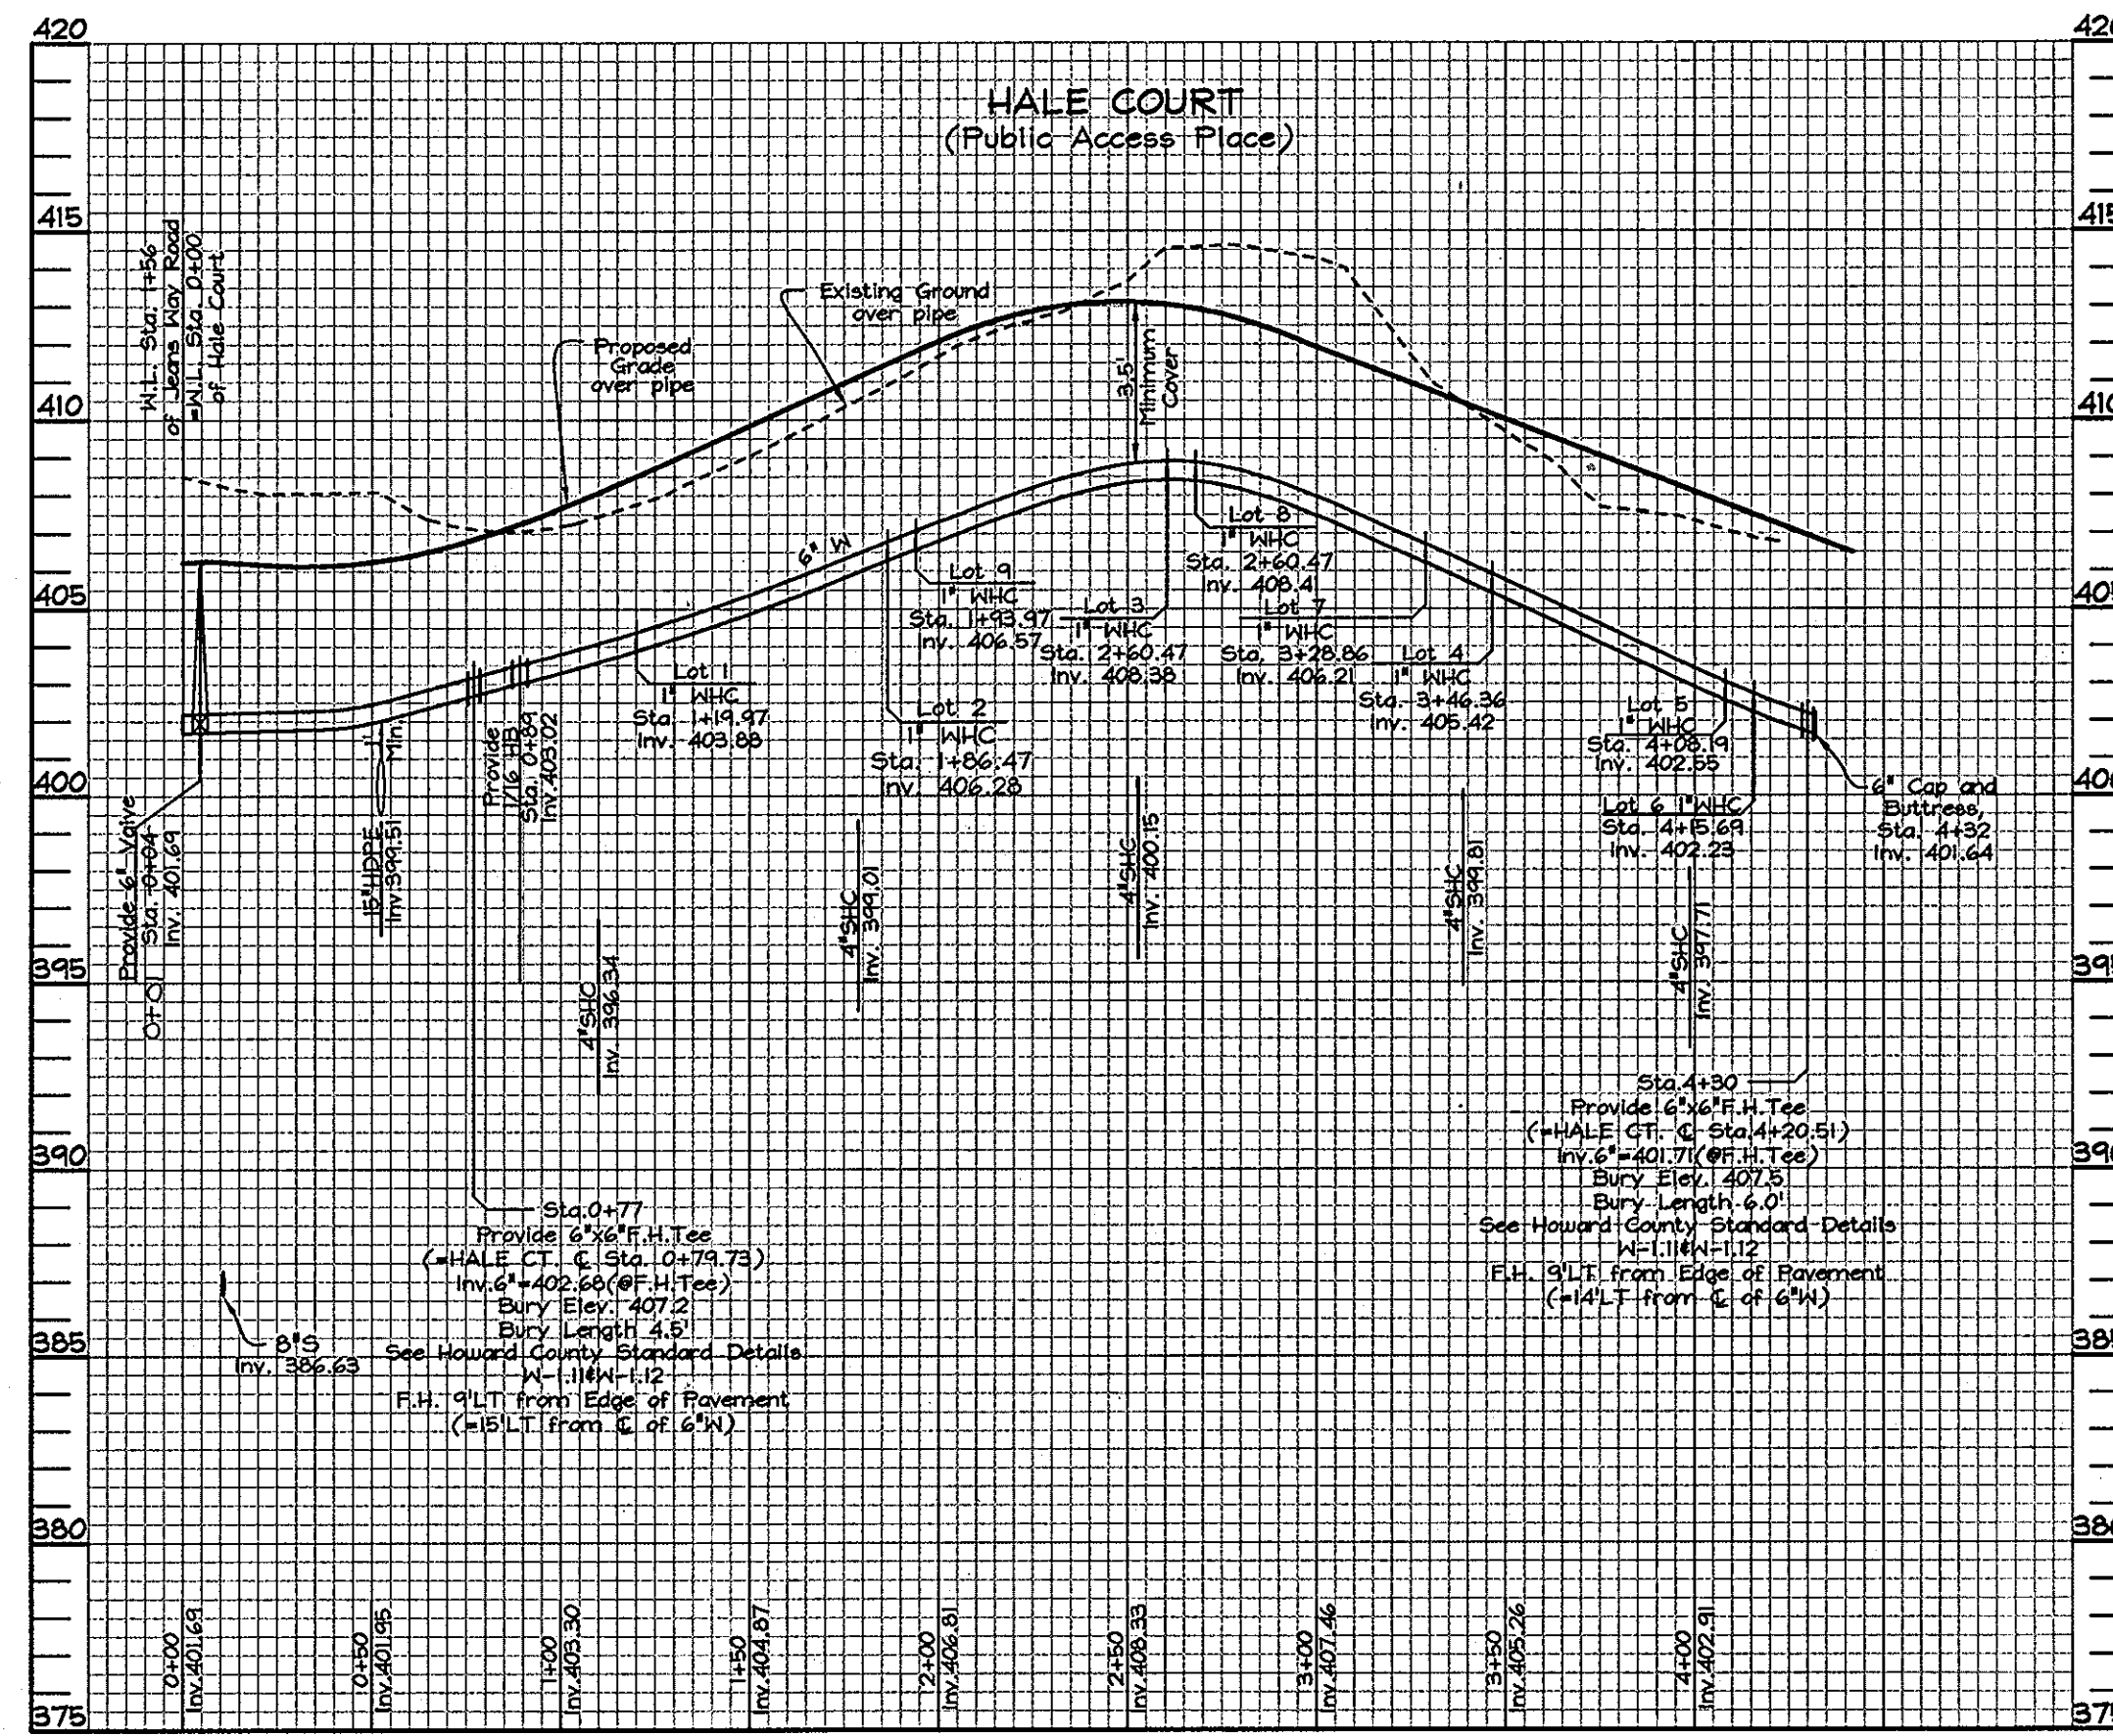 HALE COURT
(Public Access Place)
420
415
410
405
400
395
390
385
380
375
W.L. Sta. 1+56
of Jeans Way Road
=W.L. Sta. 0+00
of Hale Court
Existing Ground
over pipe
Proposed
Grade
over pipe
3.5'
Minimum
Cover
6" W
Lot 1
1" WHC
Sta. 1+19.97
Inv. 403.88
Lot 2
1" WHC
Sta. 1+86.47
Inv. 406.28
Lot 9
1" WHC
Sta. 1+93.97
Inv. 406.57
Lot 3
1" WHC
Sta. 2+60.47
Inv. 408.38
Lot 8
1" WHC
Sta. 2+60.47
Inv. 408.41
Lot 7
1" WHC
Sta. 3+28.86
Inv. 406.21
Lot 4
1" WHC
Sta. 3+46.36
Inv. 405.42
Lot 5
1" WHC
Sta. 4+08.19
Inv. 402.55
Lot 6 1"WHC
Sta. 4+15.69
Inv. 402.23
6" Cap and
Buttress,
Sta. 4+32
Inv. 401.64
Provide 6" Valve
Sta. 0+04
0+01
Inv. 401.69
1'
Min.
15"HDPE
Inv.399.51
Provide
1/16 HB
Sta. 0+89
Inv.403.02
4"SHC
Inv. 396.34
4"SHC
Inv. 399.01
4"SHC
Inv. 400.15
4"SHC
Inv. 399.81
4"SHC
Inv. 397.71
Sta.0+77
Provide 6"x6"F.H.Tee
(=HALE CT. ℄ Sta. 0+79.73)
Inv.6"=402.68(@F.H.Tee)
Bury Elev. 407.2
Bury Length 4.5'
See Howard County Standard Details
W-1.11&W-1.12
F.H. 9'LT from Edge of Pavement
(=15'LT from ℄ of 6"W)
Sta.4+30
Provide 6"x6"F.H.Tee
(=HALE CT. ℄ Sta.4+20.51)
Inv.6"=401.71(@F.H.Tee)
Bury Elev. 407.5
Bury Length 6.0'
See Howard County Standard Details
W-1.11&W-1.12
F.H. 9'LT from Edge of Pavement
(=14'LT from ℄ of 6"W)
8"S
Inv. 386.63
0+00
Inv.401.69
0+50
Inv.401.95
1+00
Inv.403.30
1+50
Inv.404.87
2+00
Inv.406.81
2+50
Inv.408.33
3+00
Inv.407.46
3+50
Inv.405.26
4+00
Inv.402.91